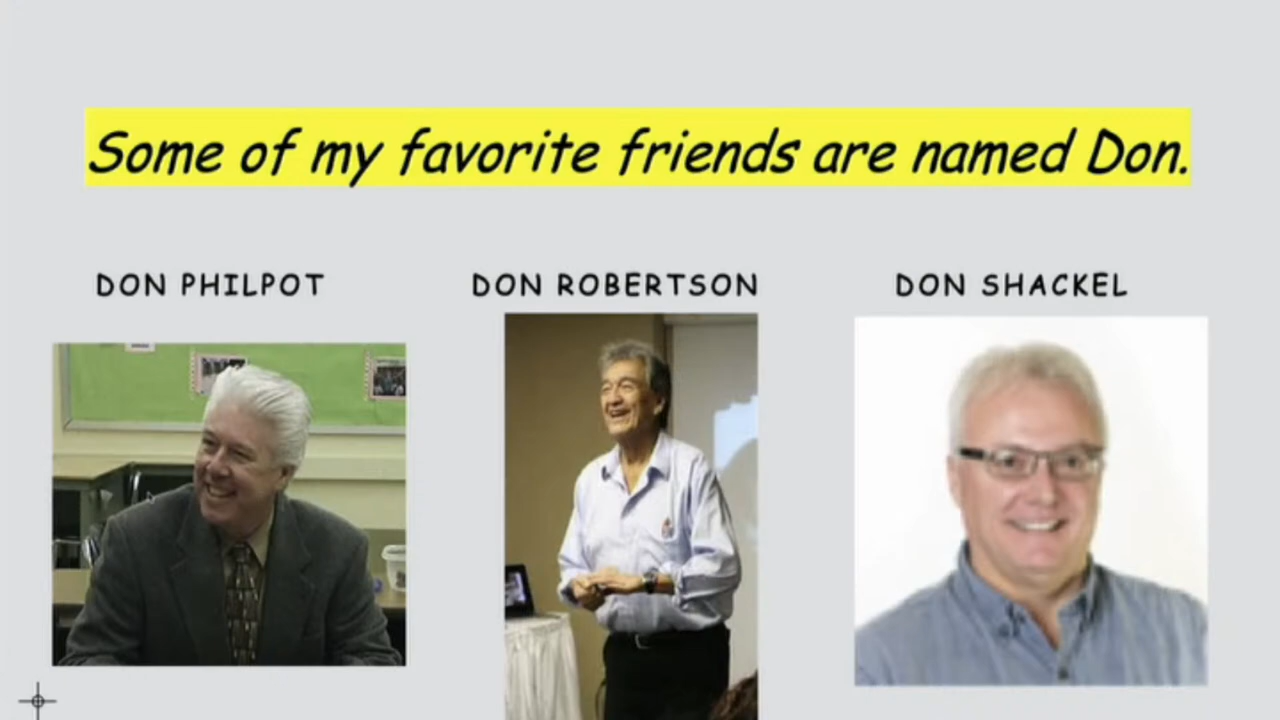 Some of my favorite friends are named Don.
DON PHILPOT
DON ROBERTSON
DON SHACKEL